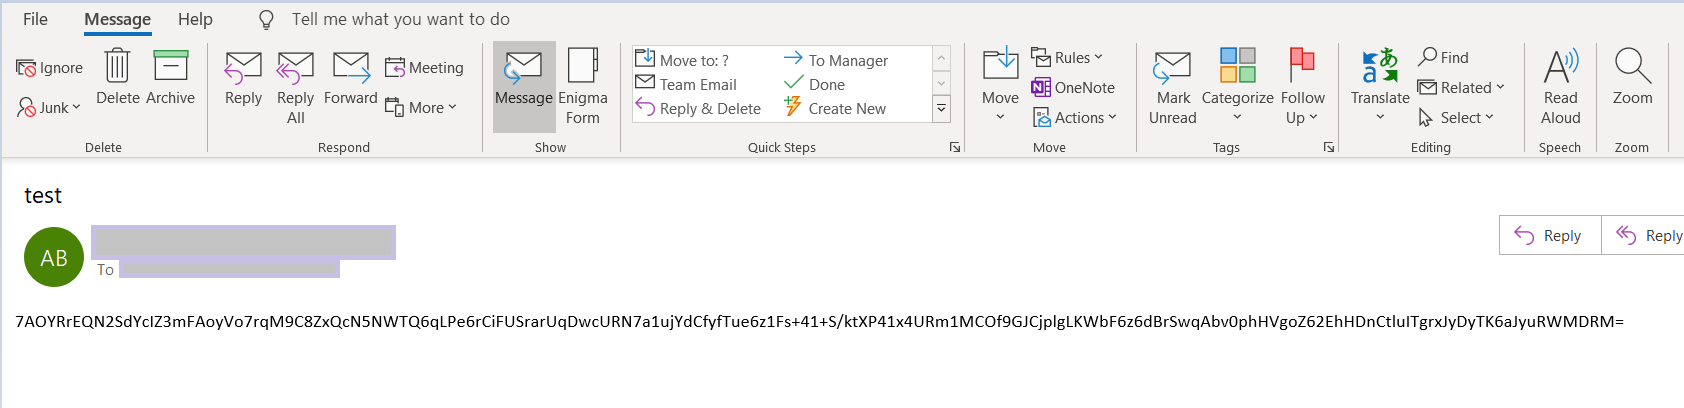 File Message Help Tell me what you want to do
Ignore
Junk
Delete
Archive
Delete
Reply
Reply All
Forward
Meeting
More
Respond
Message
Enigma Form
Show
Move to: ?
Team Email
Reply & Delete
To Manager
Done
Create New
Quick Steps
Move
Rules
OneNote
Actions
Move
Mark Unread
Categorize
Follow Up
Tags
Translate
Find
Related
Select
Editing
Read Aloud
Speech
Zoom
Zoom
test
AB
To
Reply
Reply
7AOYRrEQN2SdYcIZ3mFAoyVo7rqM9C8ZxQcN5NWTQ6qLPe6rCiFUSrarUqDwcURN7a1ujYdCfyfTue6z1Fs+41+S/ktXP41x4URm1MCOf9GJCjplgLKWbF6z6dBrSwqAbv0phHVgoZ62EhHDnCtluITgrxJyDyTK6aJyuRWMDRM=